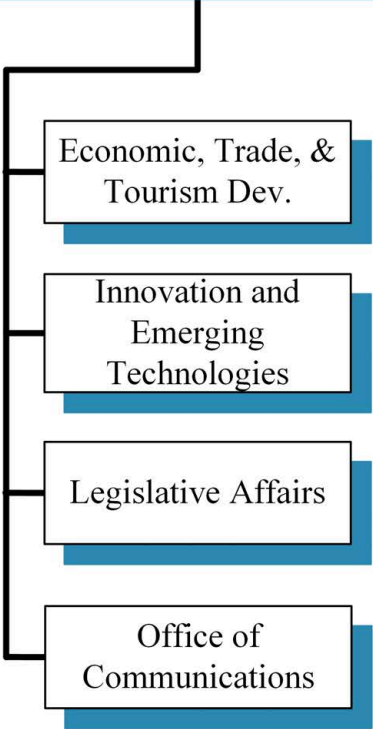 Economic, Trade, &
Tourism Dev.
Innovation and
Emerging
Technologies
Legislative Affairs
Office of
Communications